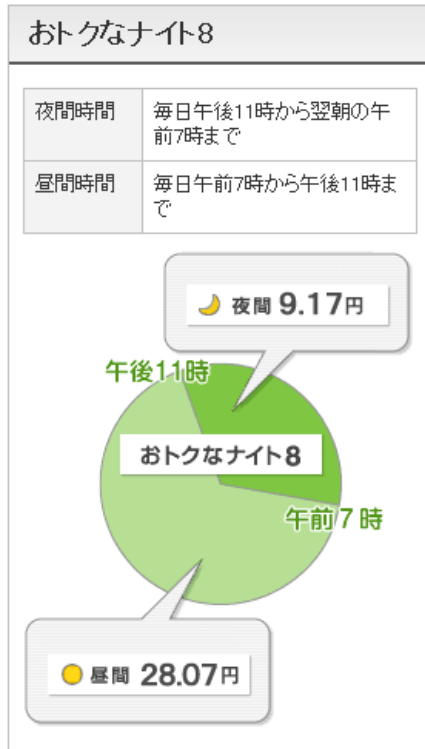 おトクなナイト8
夜間時間
毎日午後11時から翌朝の午
前7時まで
昼間時間
毎日午前7時から午後11時ま
で
夜間 9.17円
午後11時
おトクなナイト8
午前7時
昼間 28.07円